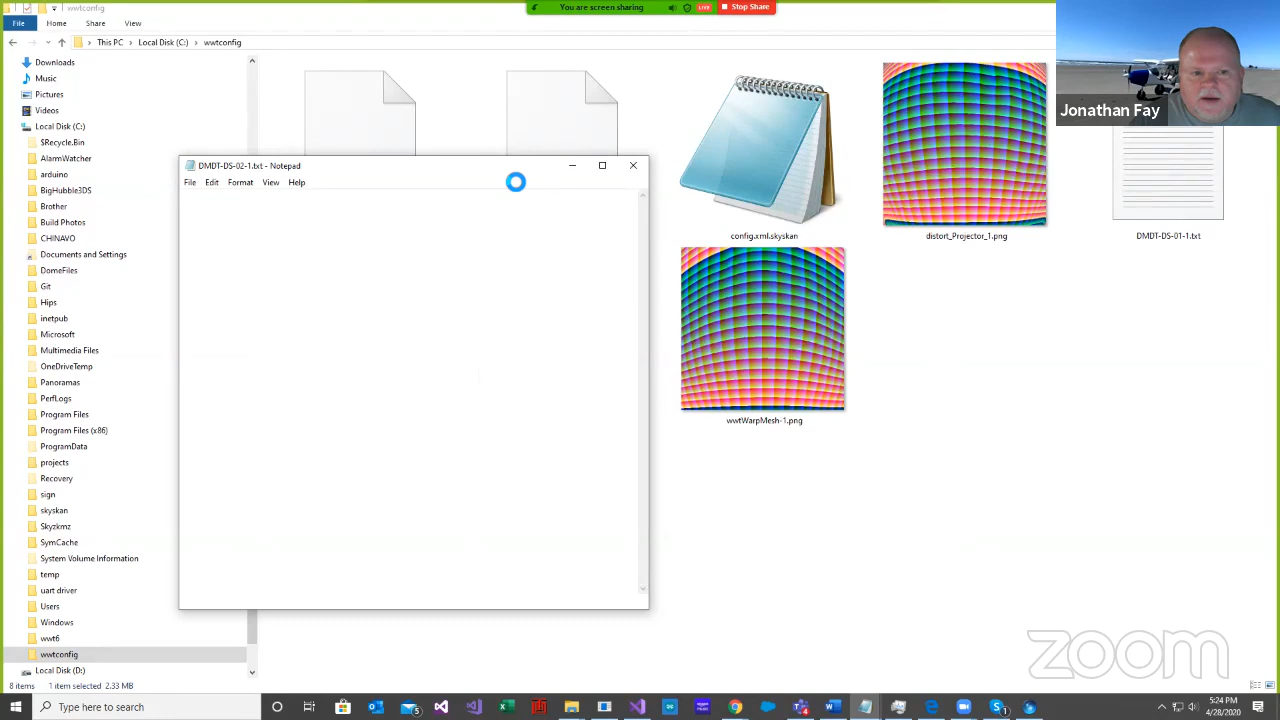 wwtconfig
You are screen sharing
LIVE
Stop Share
File
Home
Share
View
This PC
Local Disk (C:)
wwtconfig
Jonathan Fay
Downloads
Music
Pictures
Videos
Local Disk (C:)
$Recycle.Bin
AlarmWatcher
arduino
BigHubble3DS
Brother
Build Photos
CHINAVO
Documents and Settings
DomeFiles
Git
Hips
inetpub
Microsoft
Multimedia Files
OneDriveTemp
Panoramas
PerfLogs
Program Files
Program Files (x86)
ProgramData
projects
Recovery
sign
skyskan
Skyzkmz
SymCache
System Volume Information
temp
uart driver
Users
Windows
wwt6
wwtconfig
Local Disk (D:)
DMDT-DS-02-1.txt - Notepad
File Edit Format View Help
config.xml.skyskan
distort_Projector_1.png
DMDT-DS-01-1.txt
wwtWarpMesh-1.png
zoom
8 items 1 item selected 2.33 MB
Type here to search
5:24 PM
4/28/2020